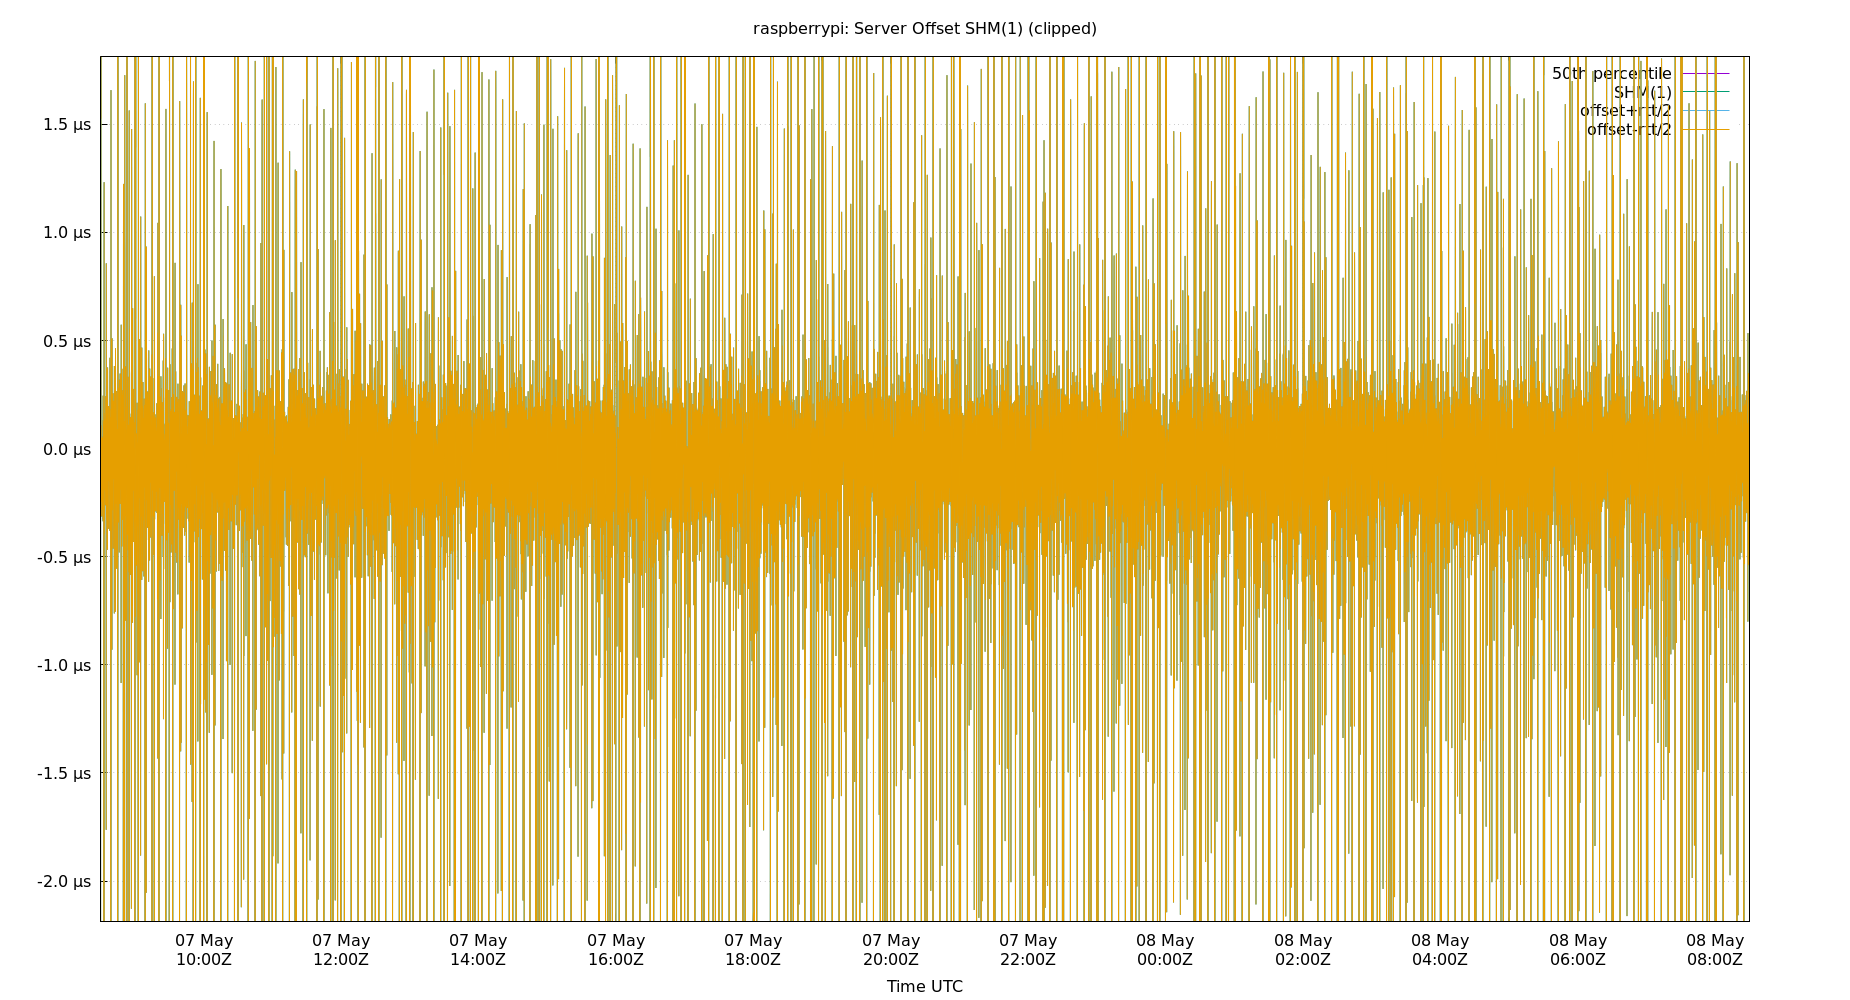 raspberrypi: Server Offset SHM(1) (clipped)
50th percentile
SHM(1)
offset+rtt/2
offset-rtt/2
1.5 µs
1.0 µs
0.5 µs
0.0 µs
-0.5 µs
-1.0 µs
-1.5 µs
-2.0 µs
07 May 07 May 07 May 07 May 07 May 07 May 07 May 08 May 08 May 08 May 08 May 08 May
10:00Z 12:00Z 14:00Z 16:00Z 18:00Z 20:00Z 22:00Z 00:00Z 02:00Z 04:00Z 06:00Z 08:00Z
Time UTC